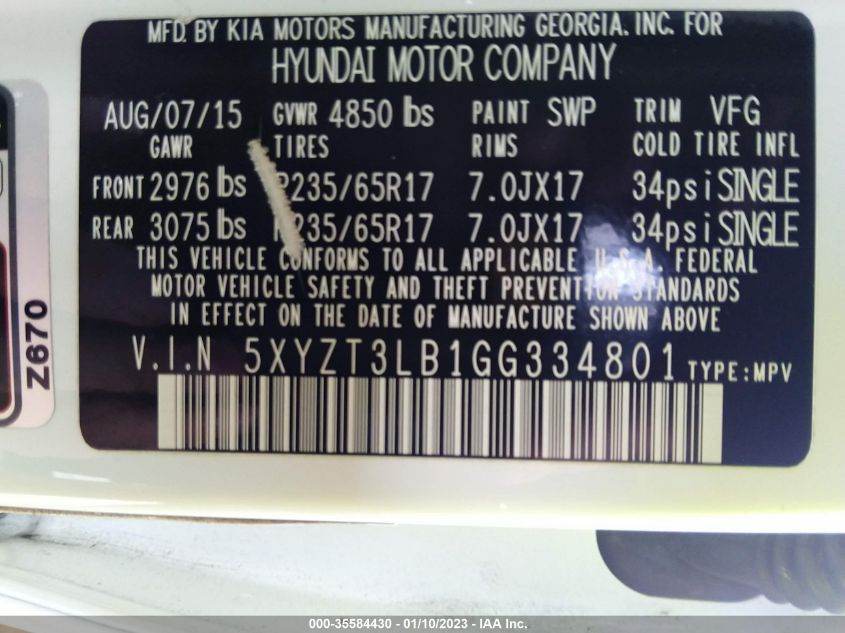 MFD. BY KIA MOTORS MANUFACTURING GEORGIA. INC. FOR
HYUNDAI MOTOR COMPANY
AUG/07/15 GVWR 4850 lbs PAINT SWP TRIM VFG
GAWR TIRES RIMS COLD TIRE INFL
FRONT 2976 lbs P235/65R17 7.0JX17 34psi SINGLE
REAR 3075 lbs P235/65R17 7.0JX17 34psi SINGLE
THIS VEHICLE CONFORMS TO ALL APPLICABLE U.S.A. FEDERAL
MOTOR VEHICLE SAFETY AND THEFT PREVENTION STANDARDS
IN EFFECT ON THE DATE OF MANUFACTURE SHOWN ABOVE
V.I.N 5XYZT3LB1GG334801 TYPE:MPV
Z670
000-35584430 - 01/10/2023 - IAA Inc.